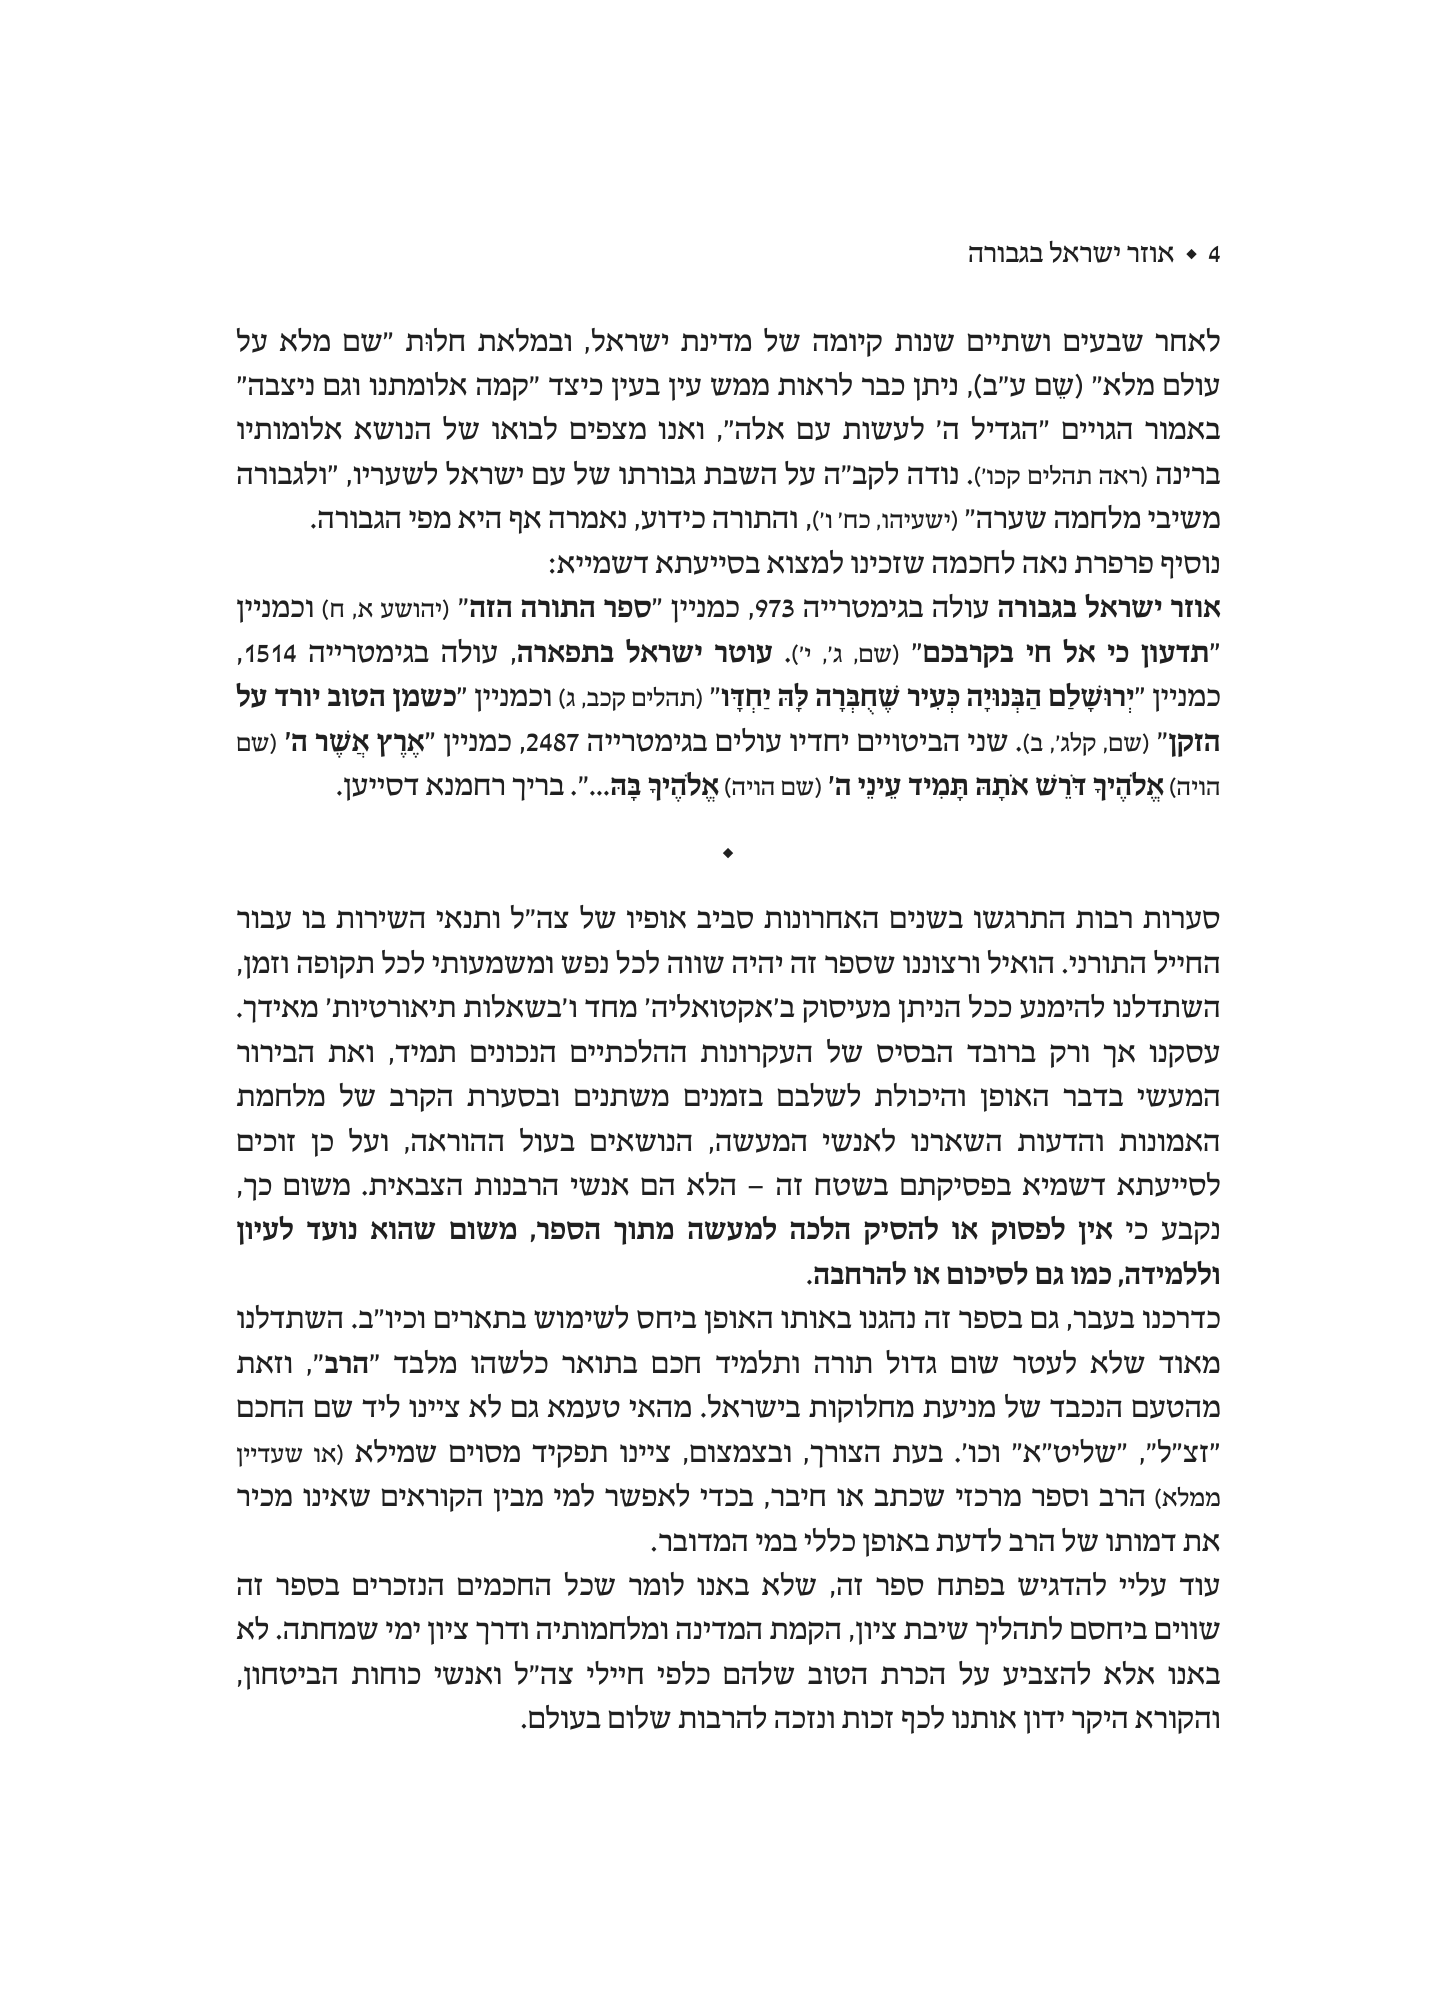 4 ◆ אוזר ישראל בגבורה
לאחר שבעים ושתיים שנות קיומה של מדינת ישראל, ובמלאת חלוּת ״שם מלא על
עולם מלא״ (שֵׁם ע״ב), ניתן כבר לראות ממש עין בעין כיצד ״קמה אלומתנו וגם ניצבה״
באמור הגויים ״הגדיל ה׳ לעשות עם אלה״, ואנו מצפים לבואו של הנושא אלומותיו
ברינה (ראה תהלים קכו׳). נודה לקב״ה על השבת גבורתו של עם ישראל לשעריו, ״ולגבורה
משיבי מלחמה שערה״ (ישעיהו, כח׳ ו׳), והתורה כידוע, נאמרה אף היא מפי הגבורה.
נוסיף פרפרת נאה לחכמה שזכינו למצוא בסייעתא דשמייא:
אוזר ישראל בגבורה עולה בגימטרייה 973, כמניין ״ספר התורה הזה״ (יהושע א, ח) וכמניין
״תדעון כי אל חי בקרבכם״ (שם, ג׳, י׳). עוטר ישראל בתפארה, עולה בגימטרייה 1514,
כמניין ״יְרוּשָׁלִַם הַבְּנוּיָה כְּעִיר שֶׁחֻבְּרָה לָּהּ יַחְדָּו״ (תהלים קכב, ג) וכמניין ״כשמן הטוב יורד על
הזקן״ (שם, קלג׳, ב). שני הביטויים יחדיו עולים בגימטרייה 2487, כמניין ״אֶרֶץ אֲשֶׁר ה׳ (שם
הויה) אֱלֹהֶיךָ דֹּרֵשׁ אֹתָהּ תָּמִיד עֵינֵי ה׳ (שם הויה) אֱלֹהֶיךָ בָּהּ...״. בריך רחמנא דסייען.
◆
סערות רבות התרגשו בשנים האחרונות סביב אופיו של צה״ל ותנאי השירות בו עבור
החייל התורני. הואיל ורצוננו שספר זה יהיה שווה לכל נפש ומשמעותי לכל תקופה וזמן,
השתדלנו להימנע ככל הניתן מעיסוק ב׳אקטואליה׳ מחד ו׳בשאלות תיאורטיות׳ מאידך.
עסקנו אך ורק ברובד הבסיס של העקרונות ההלכתיים הנכונים תמיד, ואת הבירור
המעשי בדבר האופן והיכולת לשלבם בזמנים משתנים ובסערת הקרב של מלחמת
האמונות והדעות השארנו לאנשי המעשה, הנושאים בעול ההוראה, ועל כן זוכים
לסייעתא דשמיא בפסיקתם בשטח זה – הלא הם אנשי הרבנות הצבאית. משום כך,
נקבע כי אין לפסוק או להסיק הלכה למעשה מתוך הספר, משום שהוא נועד לעיון
וללמידה, כמו גם לסיכום או להרחבה.
כדרכנו בעבר, גם בספר זה נהגנו באותו האופן ביחס לשימוש בתארים וכיו״ב. השתדלנו
מאוד שלא לעטר שום גדול תורה ותלמיד חכם בתואר כלשהו מלבד ״הרב״, וזאת
מהטעם הנכבד של מניעת מחלוקות בישראל. מהאי טעמא גם לא ציינו ליד שם החכם
״זצ״ל״, ״שליט״א״ וכו׳. בעת הצורך, ובצמצום, ציינו תפקיד מסוים שמילא (או שעדיין
ממלא) הרב וספר מרכזי שכתב או חיבר, בכדי לאפשר למי מבין הקוראים שאינו מכיר
את דמותו של הרב לדעת באופן כללי במי המדובר.
עוד עליי להדגיש בפתח ספר זה, שלא באנו לומר שכל החכמים הנזכרים בספר זה
שווים ביחסם לתהליך שיבת ציון, הקמת המדינה ומלחמותיה ודרך ציון ימי שמחתה. לא
באנו אלא להצביע על הכרת הטוב שלהם כלפי חיילי צה״ל ואנשי כוחות הביטחון,
והקורא היקר ידון אותנו לכף זכות ונזכה להרבות שלום בעולם.